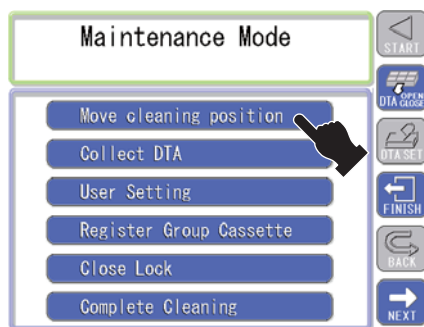 Maintenance Mode
START
DTA OPEN
CLOSE
DTA SET
FINISH
BACK
NEXT
Move cleaning position
Collect DTA
User Setting
Register Group Cassette
Close Lock
Complete Cleaning